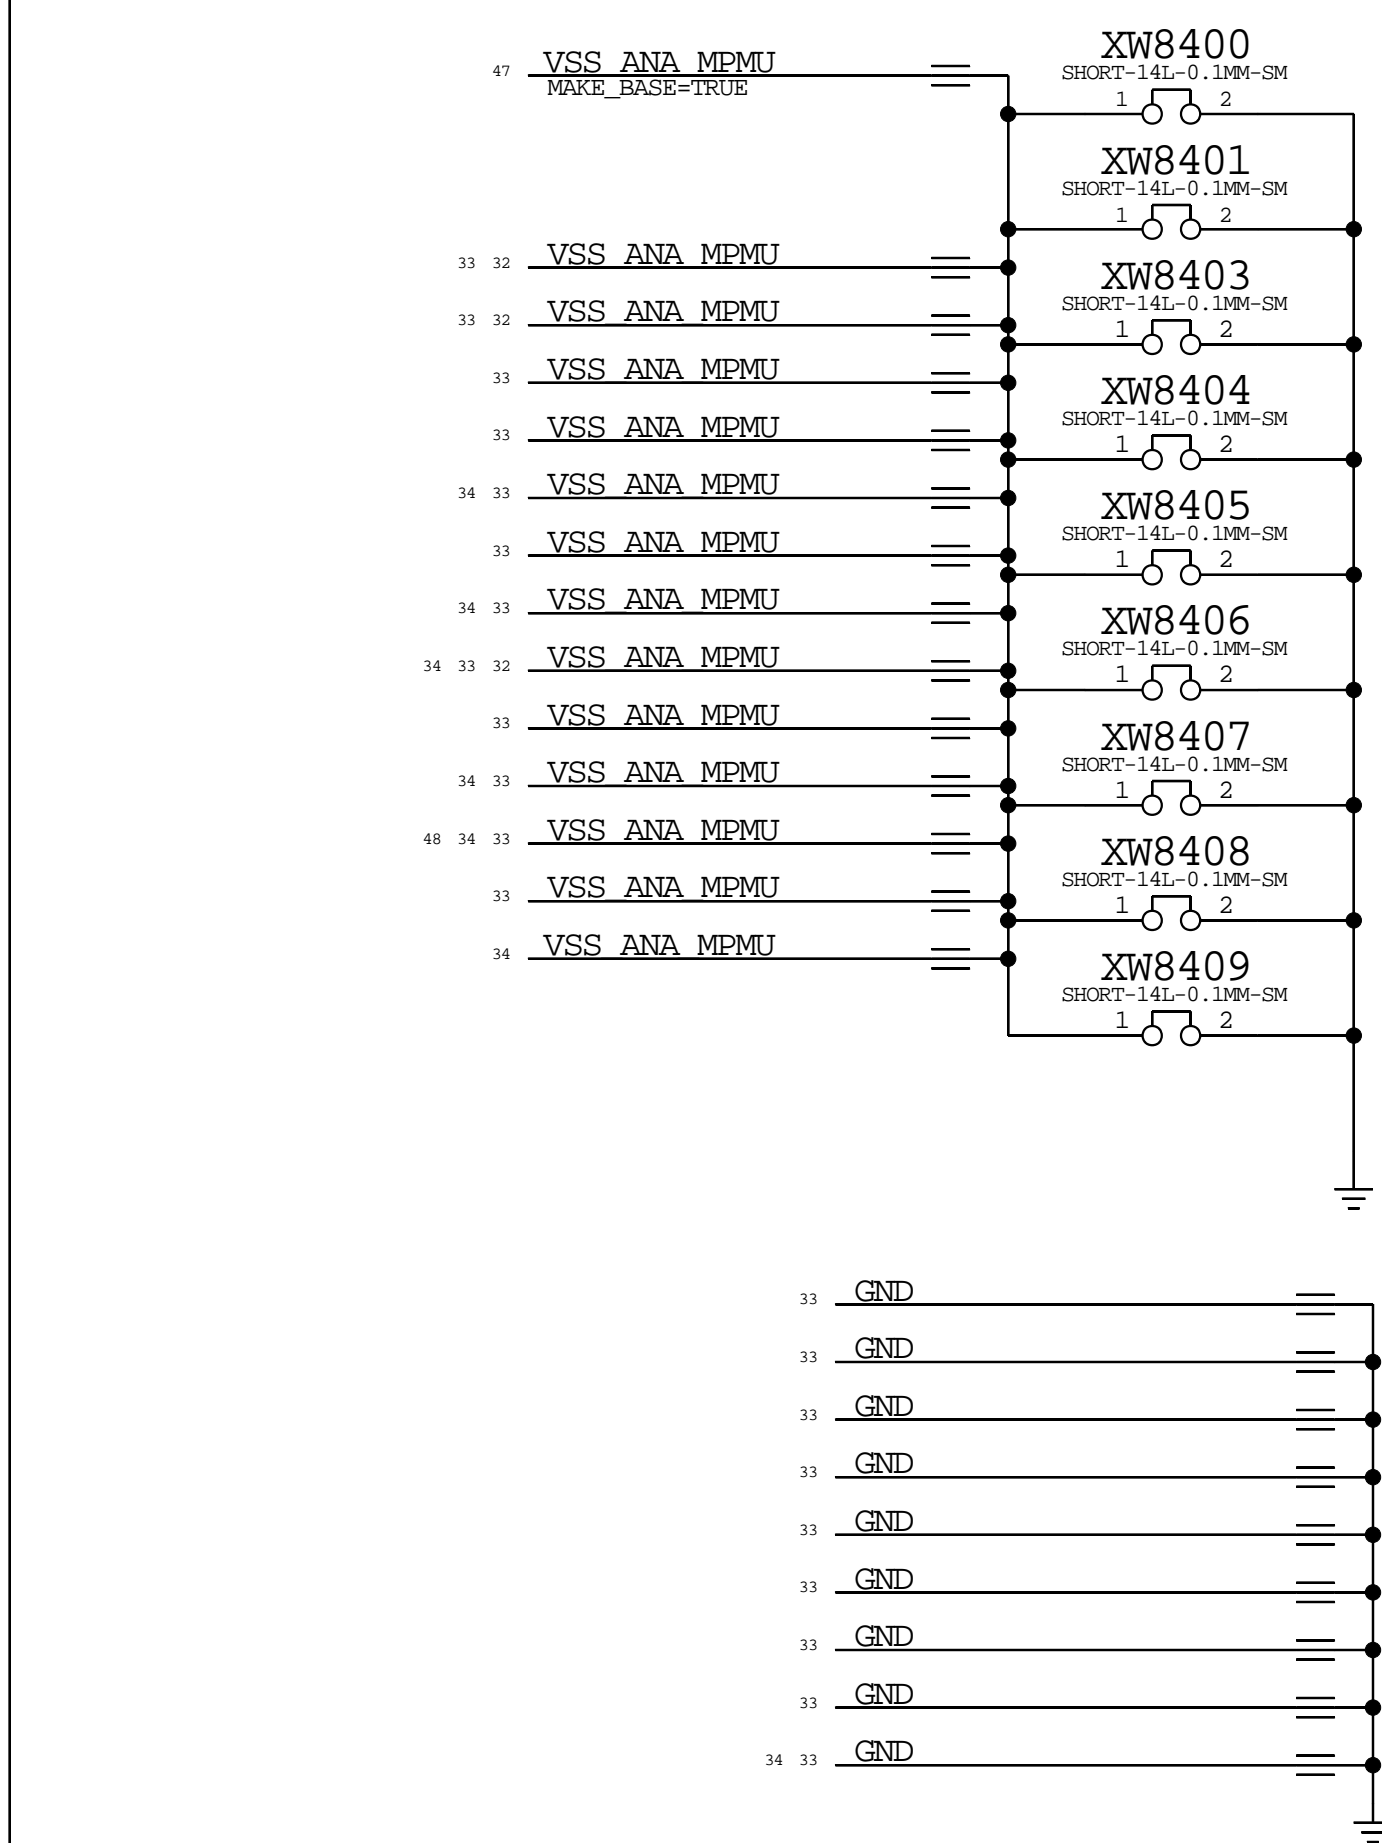 XW8400
47 VSS_ANA_MPMU
SHORT-14L-0.1MM-SM
MAKE_BASE=TRUE
1 2
XW8401
SHORT-14L-0.1MM-SM
1 2
33 32 VSS_ANA_MPMU
XW8403
SHORT-14L-0.1MM-SM
33 32 VSS_ANA_MPMU
1 2
33 VSS_ANA_MPMU
XW8404
SHORT-14L-0.1MM-SM
33 VSS_ANA_MPMU
1 2
34 33 VSS_ANA_MPMU
XW8405
SHORT-14L-0.1MM-SM
33 VSS_ANA_MPMU
1 2
34 33 VSS_ANA_MPMU
XW8406
SHORT-14L-0.1MM-SM
34 33 32 VSS_ANA_MPMU
1 2
33 VSS_ANA_MPMU
XW8407
SHORT-14L-0.1MM-SM
34 33 VSS_ANA_MPMU
1 2
48 34 33 VSS_ANA_MPMU
XW8408
SHORT-14L-0.1MM-SM
33 VSS_ANA_MPMU
1 2
34 VSS_ANA_MPMU
XW8409
SHORT-14L-0.1MM-SM
1 2
33 GND
33 GND
33 GND
33 GND
33 GND
33 GND
33 GND
33 GND
34 33 GND